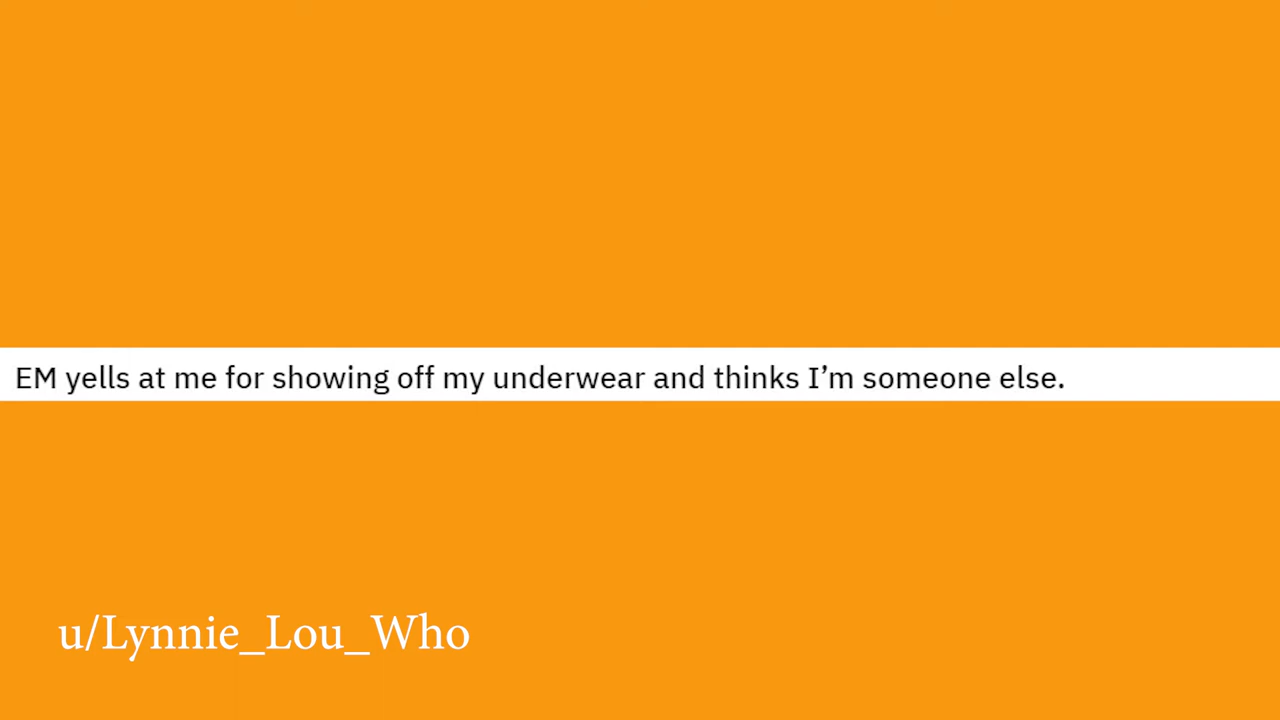 EM yells at me for showing off my underwear and thinks I’m someone else.
u/Lynnie_Lou_Who